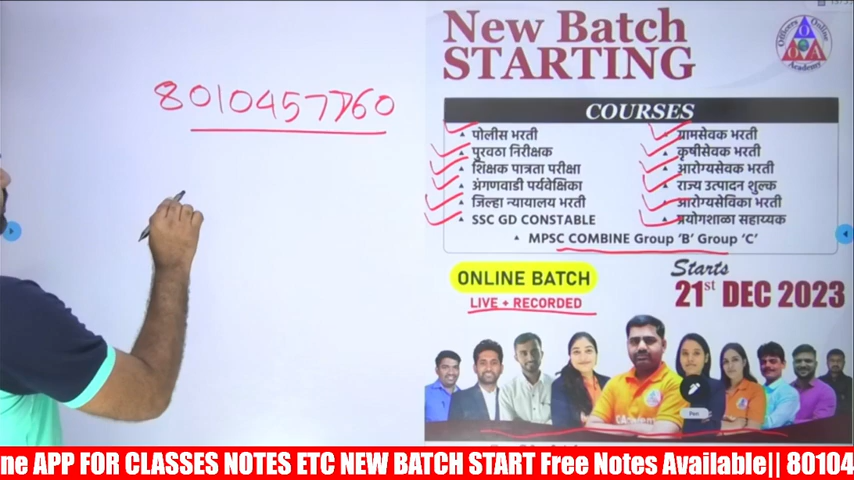 New Batch
STARTING
Officers Online Academy
OOA
8010457760
COURSES
पोलीस भरती
पुरवठा निरीक्षक
शिक्षक पात्रता परीक्षा
अंगणवाडी पर्यवेक्षिका
जिल्हा न्यायालय भरती
SSC GD CONSTABLE
ग्रामसेवक भरती
कृषीसेवक भरती
आरोग्यसेवक भरती
राज्य उत्पादन शुल्क
आरोग्यसेविका भरती
प्रयोगशाळा सहाय्यक
MPSC COMBINE Group ‘B’ Group ‘C’
ONLINE BATCH
LIVE + RECORDED
Starts
21st DEC 2023
Pen
ne APP FOR CLASSES NOTES ETC NEW BATCH START Free Notes Available|| 80104